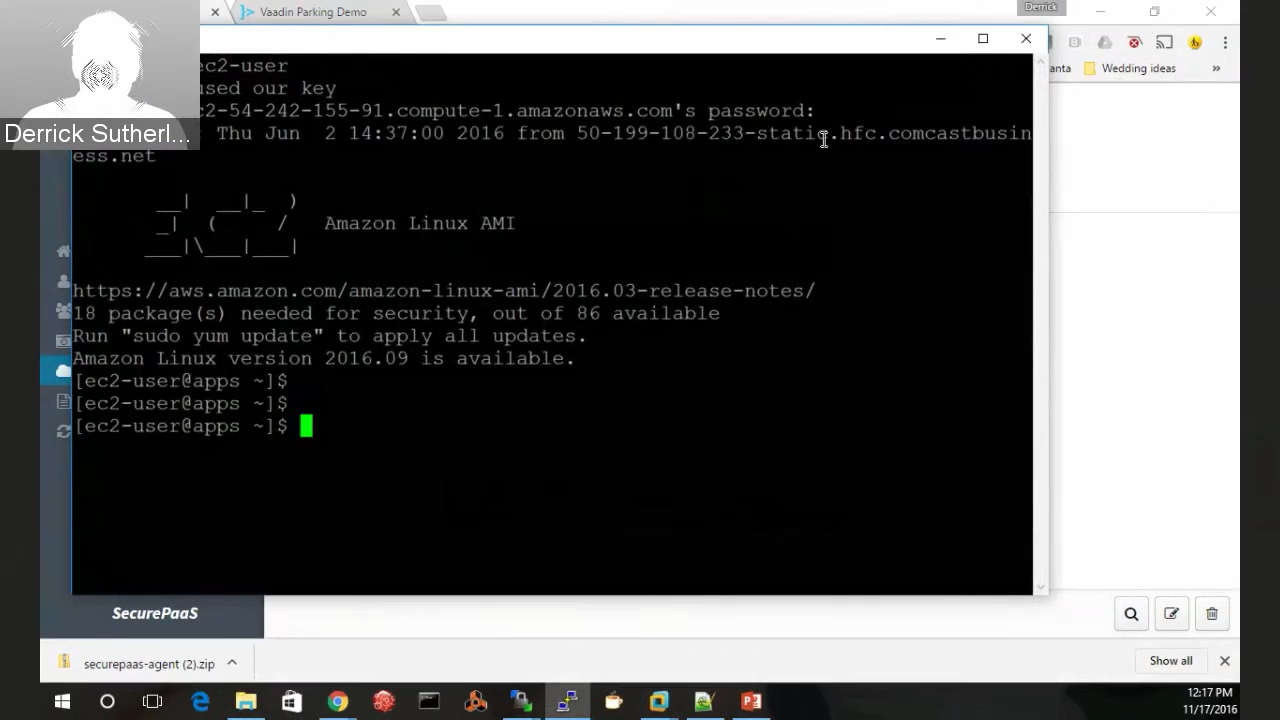 Vaadin Parking Demo
Derrick
Derrick Sutherl...
anta
Wedding ideas
»
ec2-user
used our key
c2-54-242-155-91.compute-1.amazonaws.com's password:
: Thu Jun  2 14:37:00 2016 from 50-199-108-233-static.hfc.comcastbusin
ess.net
__|  __|_  )
_|  (     /   Amazon Linux AMI
___|\___|___|
https://aws.amazon.com/amazon-linux-ami/2016.03-release-notes/
18 package(s) needed for security, out of 86 available
Run "sudo yum update" to apply all updates.
Amazon Linux version 2016.09 is available.
[ec2-user@apps ~]$
[ec2-user@apps ~]$
[ec2-user@apps ~]$
SecurePaaS
securepaas-agent (2).zip
Show all
12:17 PM
11/17/2016